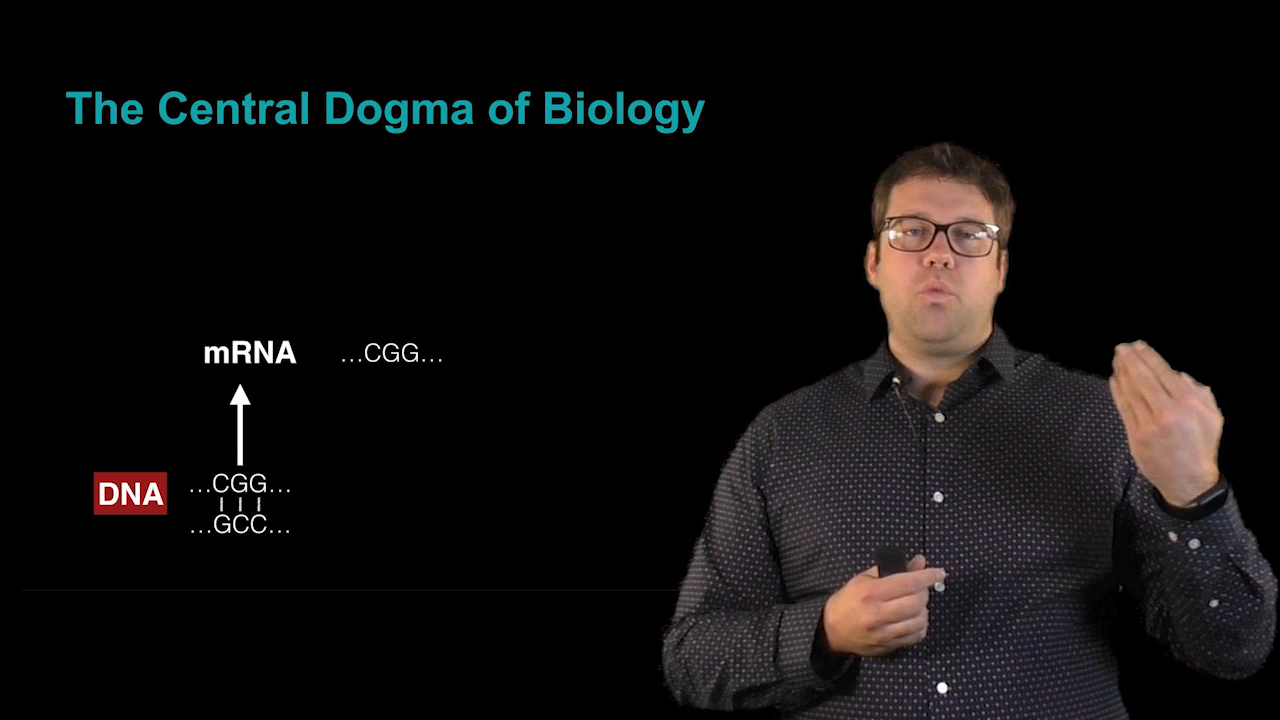 The Central Dogma of Biology
mRNA …CGG…
DNA …CGG…
…GCC…